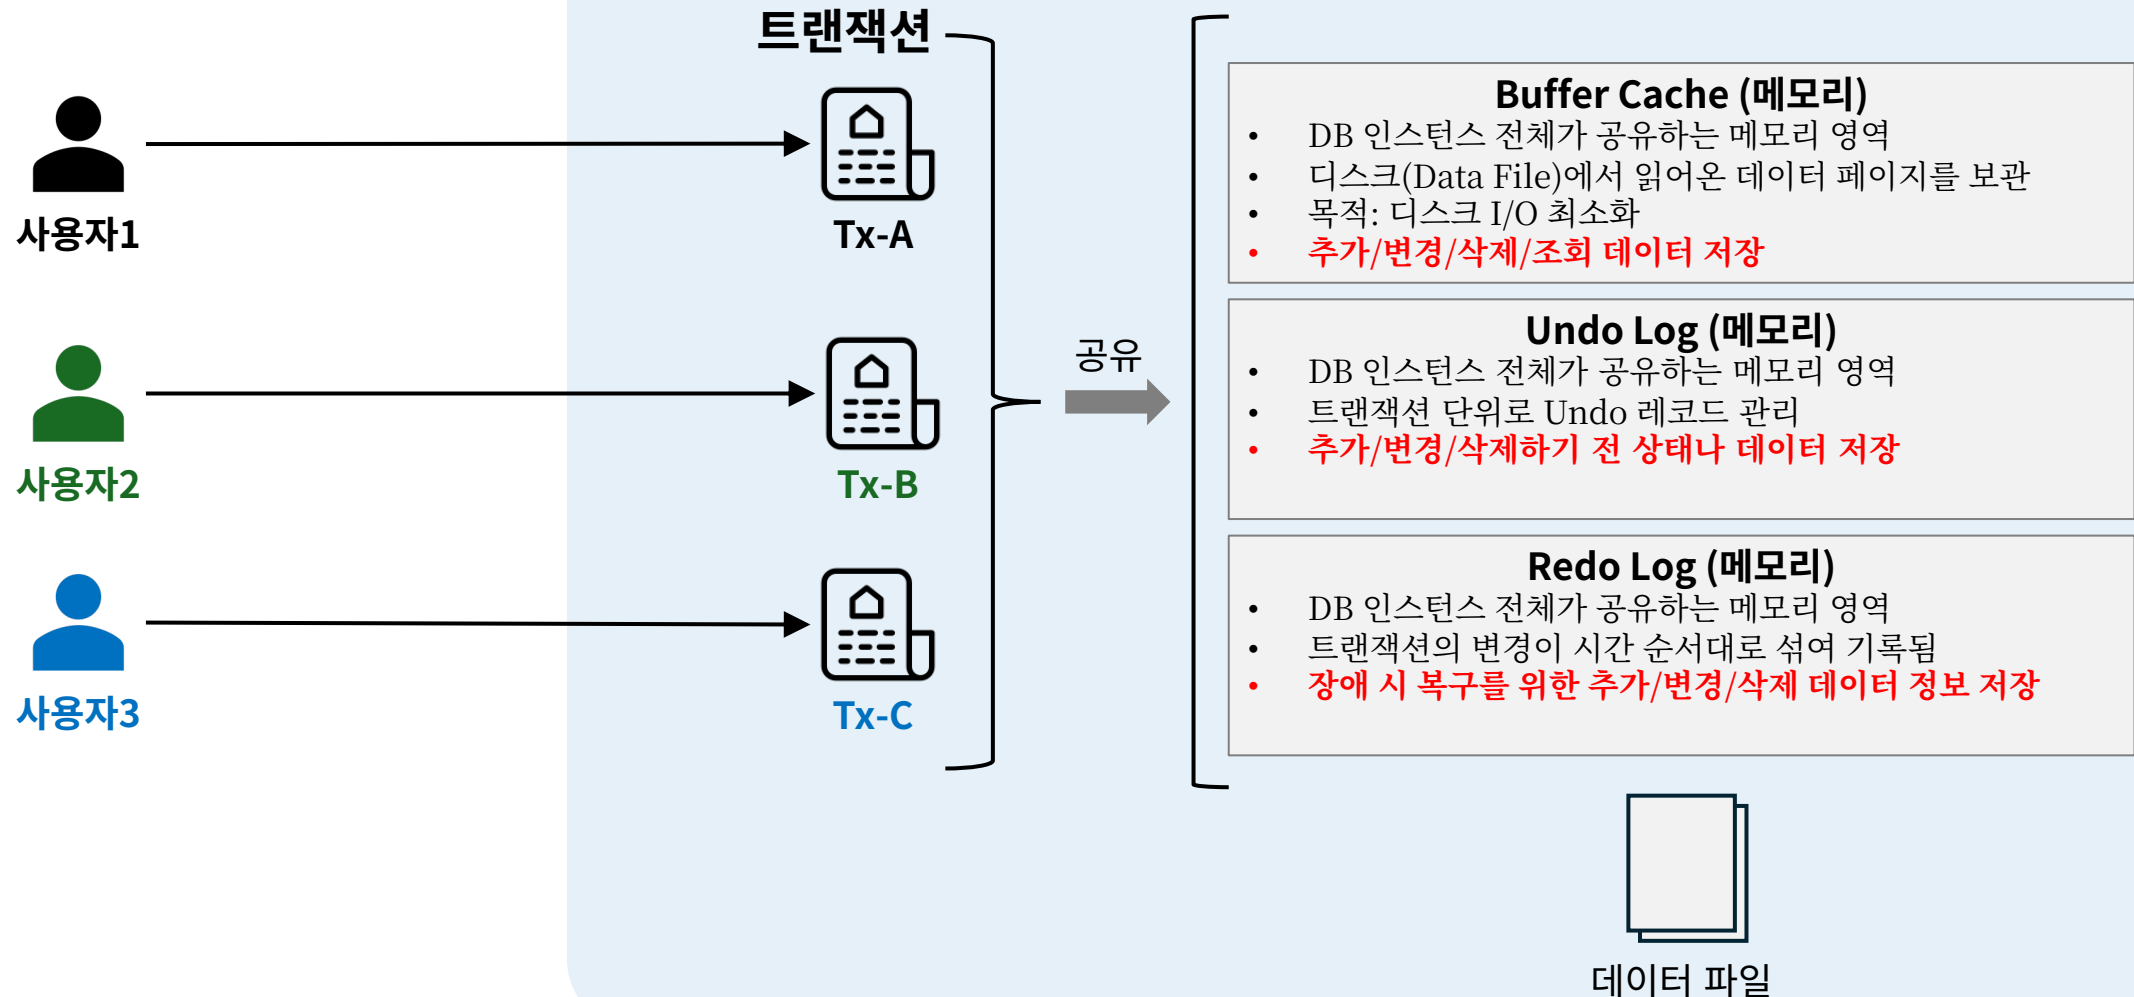 트랜잭션
사용자1
Tx-A
사용자2
Tx-B
사용자3
Tx-C
공유
Buffer Cache (메모리)
• DB 인스턴스 전체가 공유하는 메모리 영역
• 디스크(Data File)에서 읽어온 데이터 페이지를 보관
• 목적: 디스크 I/O 최소화
• 추가/변경/삭제/조회 데이터 저장
Undo Log (메모리)
• DB 인스턴스 전체가 공유하는 메모리 영역
• 트랜잭션 단위로 Undo 레코드 관리
• 추가/변경/삭제하기 전 상태나 데이터 저장
Redo Log (메모리)
• DB 인스턴스 전체가 공유하는 메모리 영역
• 트랜잭션의 변경이 시간 순서대로 섞여 기록됨
• 장애 시 복구를 위한 추가/변경/삭제 데이터 정보 저장
데이터 파일